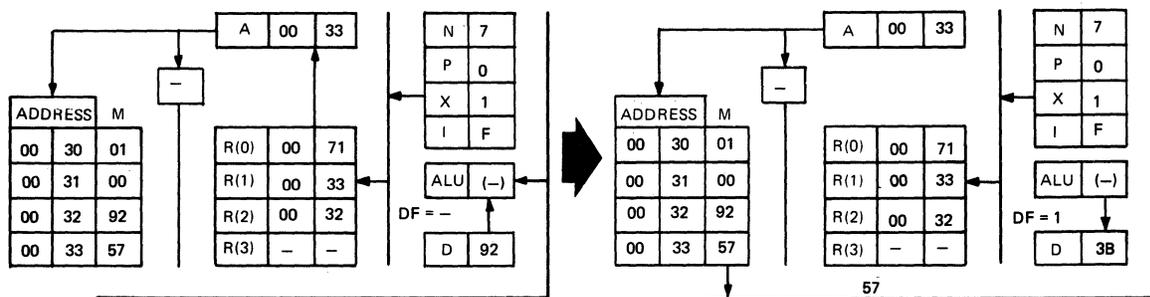 A 00 33
N 7
P 0
X 1
I F
–
ADDRESS M
00 30 01
00 31 00
00 32 92
00 33 57
R(0) 00 71
R(1) 00 33
R(2) 00 32
R(3) – –
ALU (–)
DF = –
D 92
A 00 33
N 7
P 0
X 1
I F
–
ADDRESS M
00 30 01
00 31 00
00 32 92
00 33 57
R(0) 00 71
R(1) 00 33
R(2) 00 32
R(3) – –
ALU (–)
DF = 1
D 3B
57